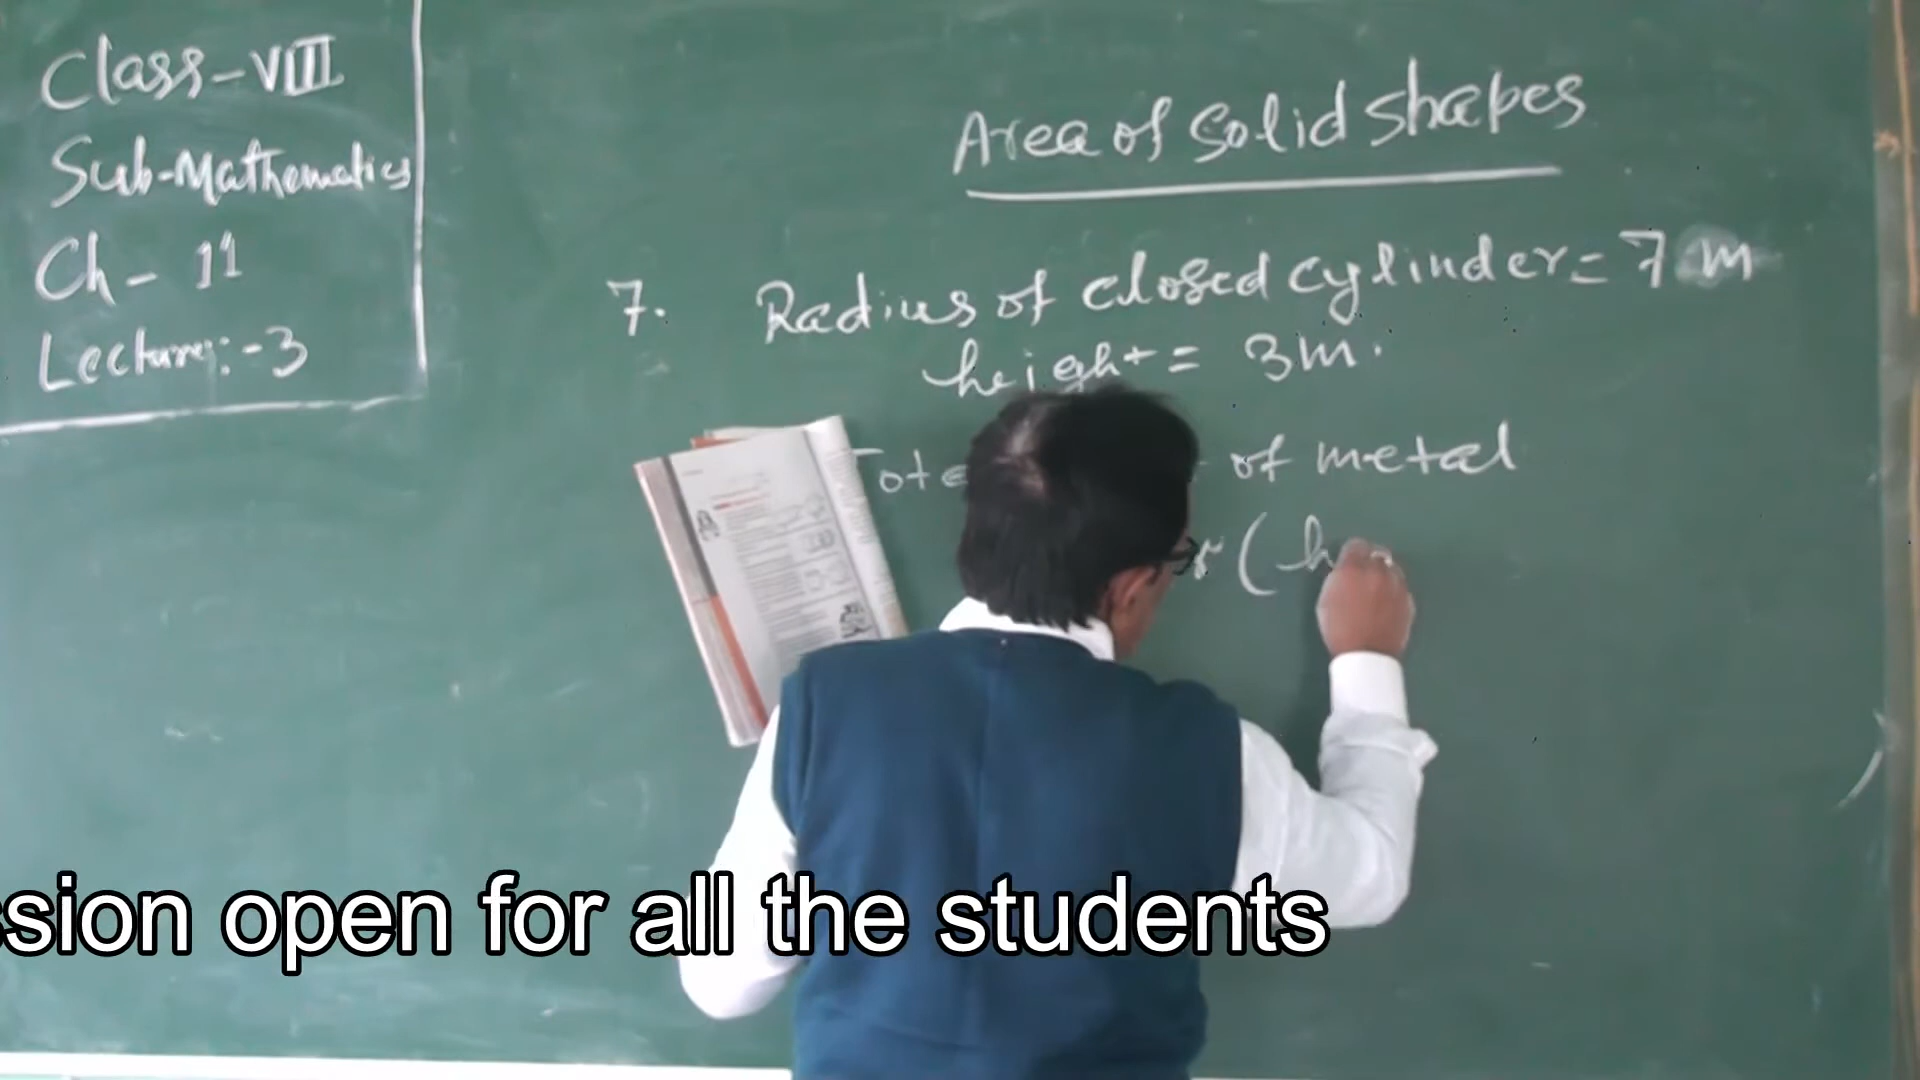 Class-VIII
Sub-Mathematics
Ch- 11
Lecture:-3
Area of Solid Shapes
7. Radius of closed cylinder = 7 m
height = 3m.
of metal
r (h
ssion open for all the students